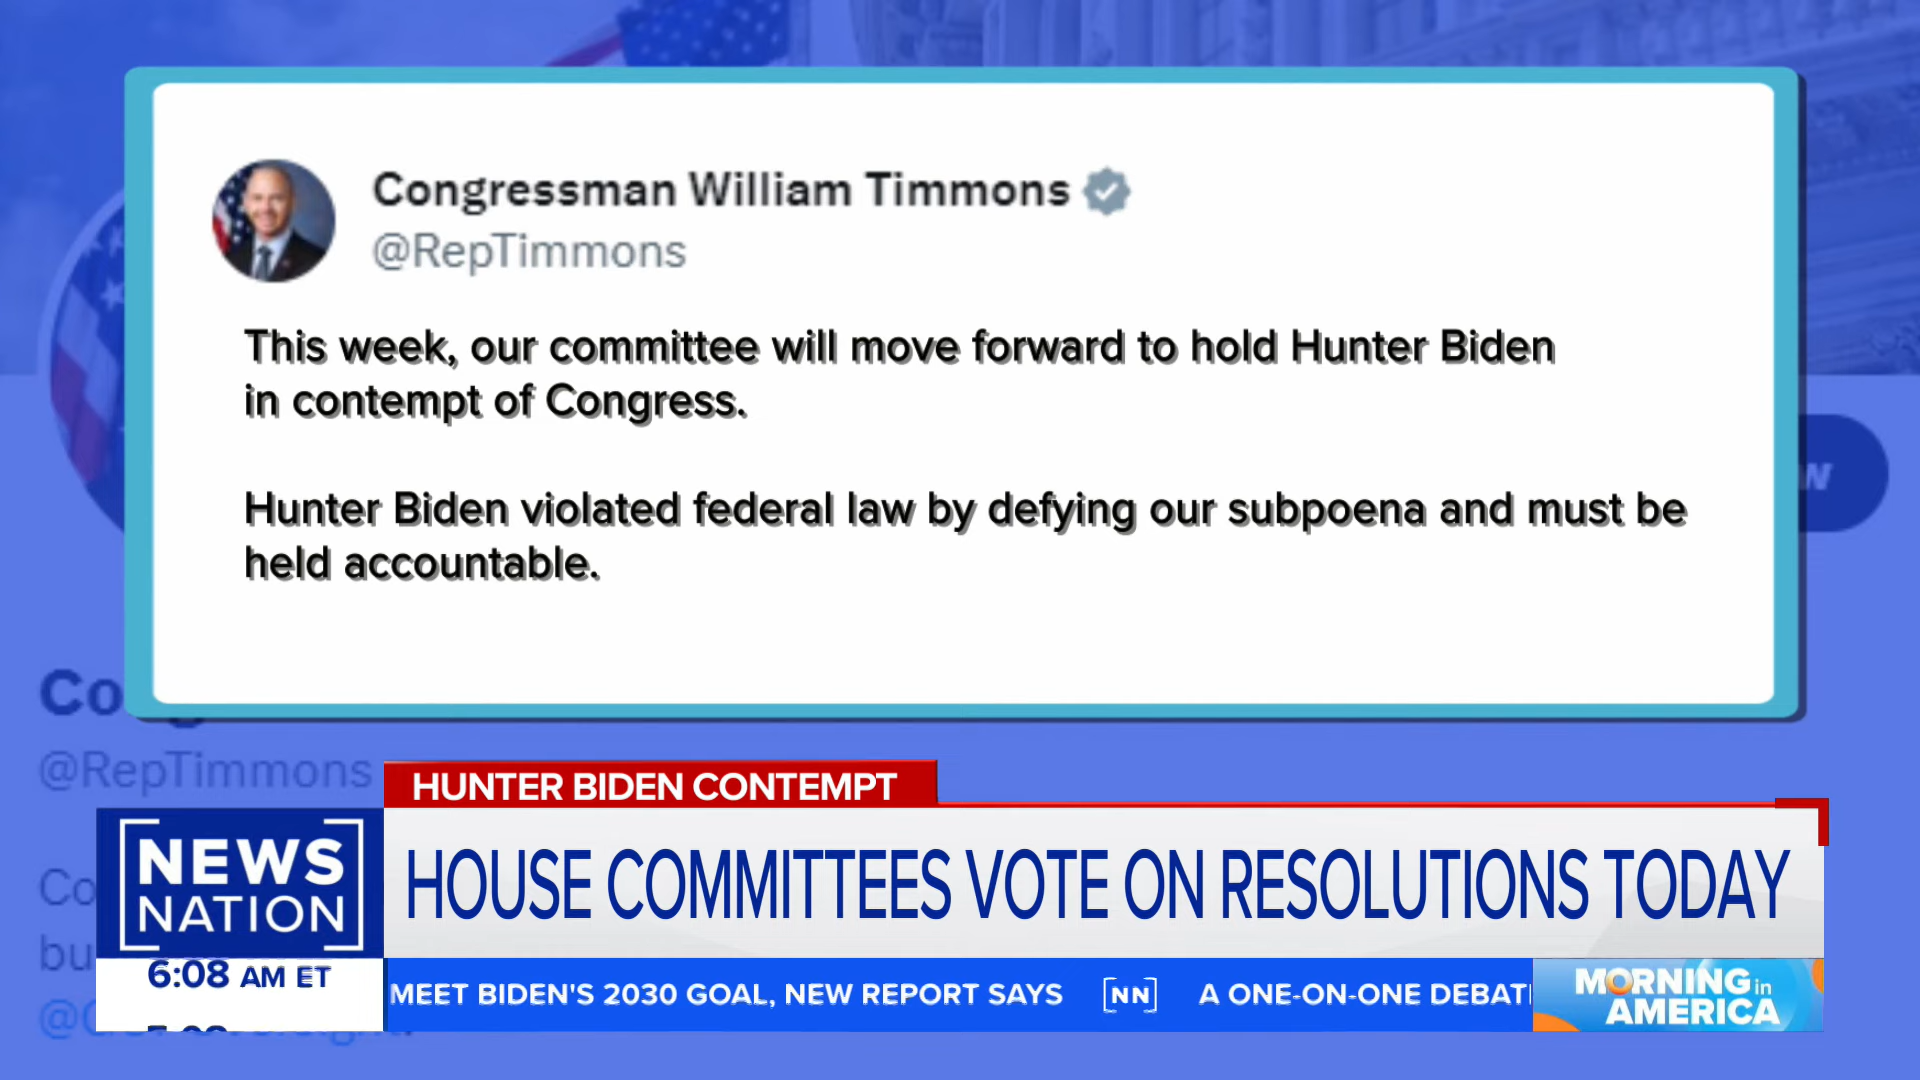 Congressman William Timmons
@RepTimmons
This week, our committee will move forward to hold Hunter Biden
in contempt of Congress.
Hunter Biden violated federal law by defying our subpoena and must be
held accountable.
Co
@RepTimmons
HUNTER BIDEN CONTEMPT
NEWS
NATION
HOUSE COMMITTEES VOTE ON RESOLUTIONS TODAY
Co
bu
6:08 AM ET
MEET BIDEN'S 2030 GOAL, NEW REPORT SAYS [NN] A ONE-ON-ONE DEBAT
MORNING in
AMERICA